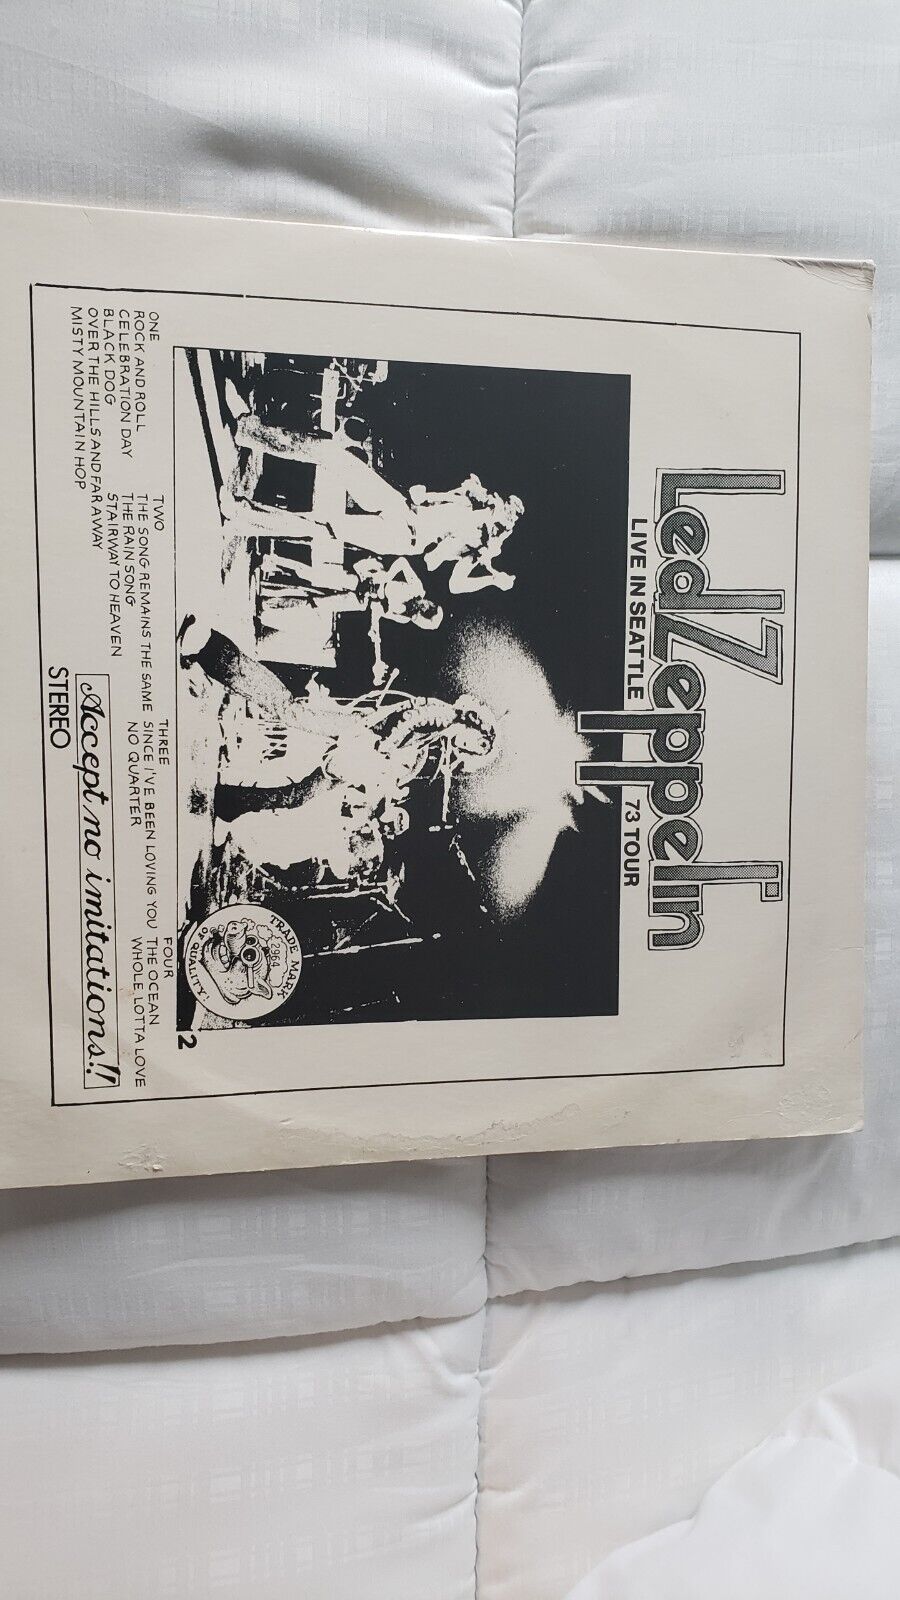 Led Zeppelin
LIVE IN SEATTLE 73 TOUR
TRADE MARK
2964
OF QUALITY!
2
ONE
ROCK AND ROLL
CELEBRATION DAY
BLACK DOG
OVER THE HILLS AND FAR AWAY
MISTY MOUNTAIN HOP
TWO
THE SONG REMAINS THE SAME
THE RAIN SONG
STAIRWAY TO HEAVEN
THREE
SINCE I'VE BEEN LOVING YOU
NO QUARTER
FOUR
THE OCEAN
WHOLE LOTTA LOVE
Accept no imitations!!
STEREO